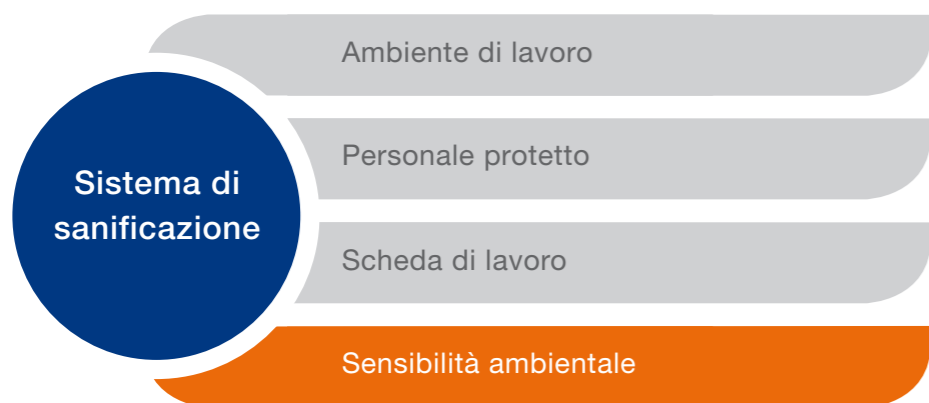 Ambiente di lavoro
Personale protetto
Sistema di
sanificazione
Scheda di lavoro
Sensibilità ambientale